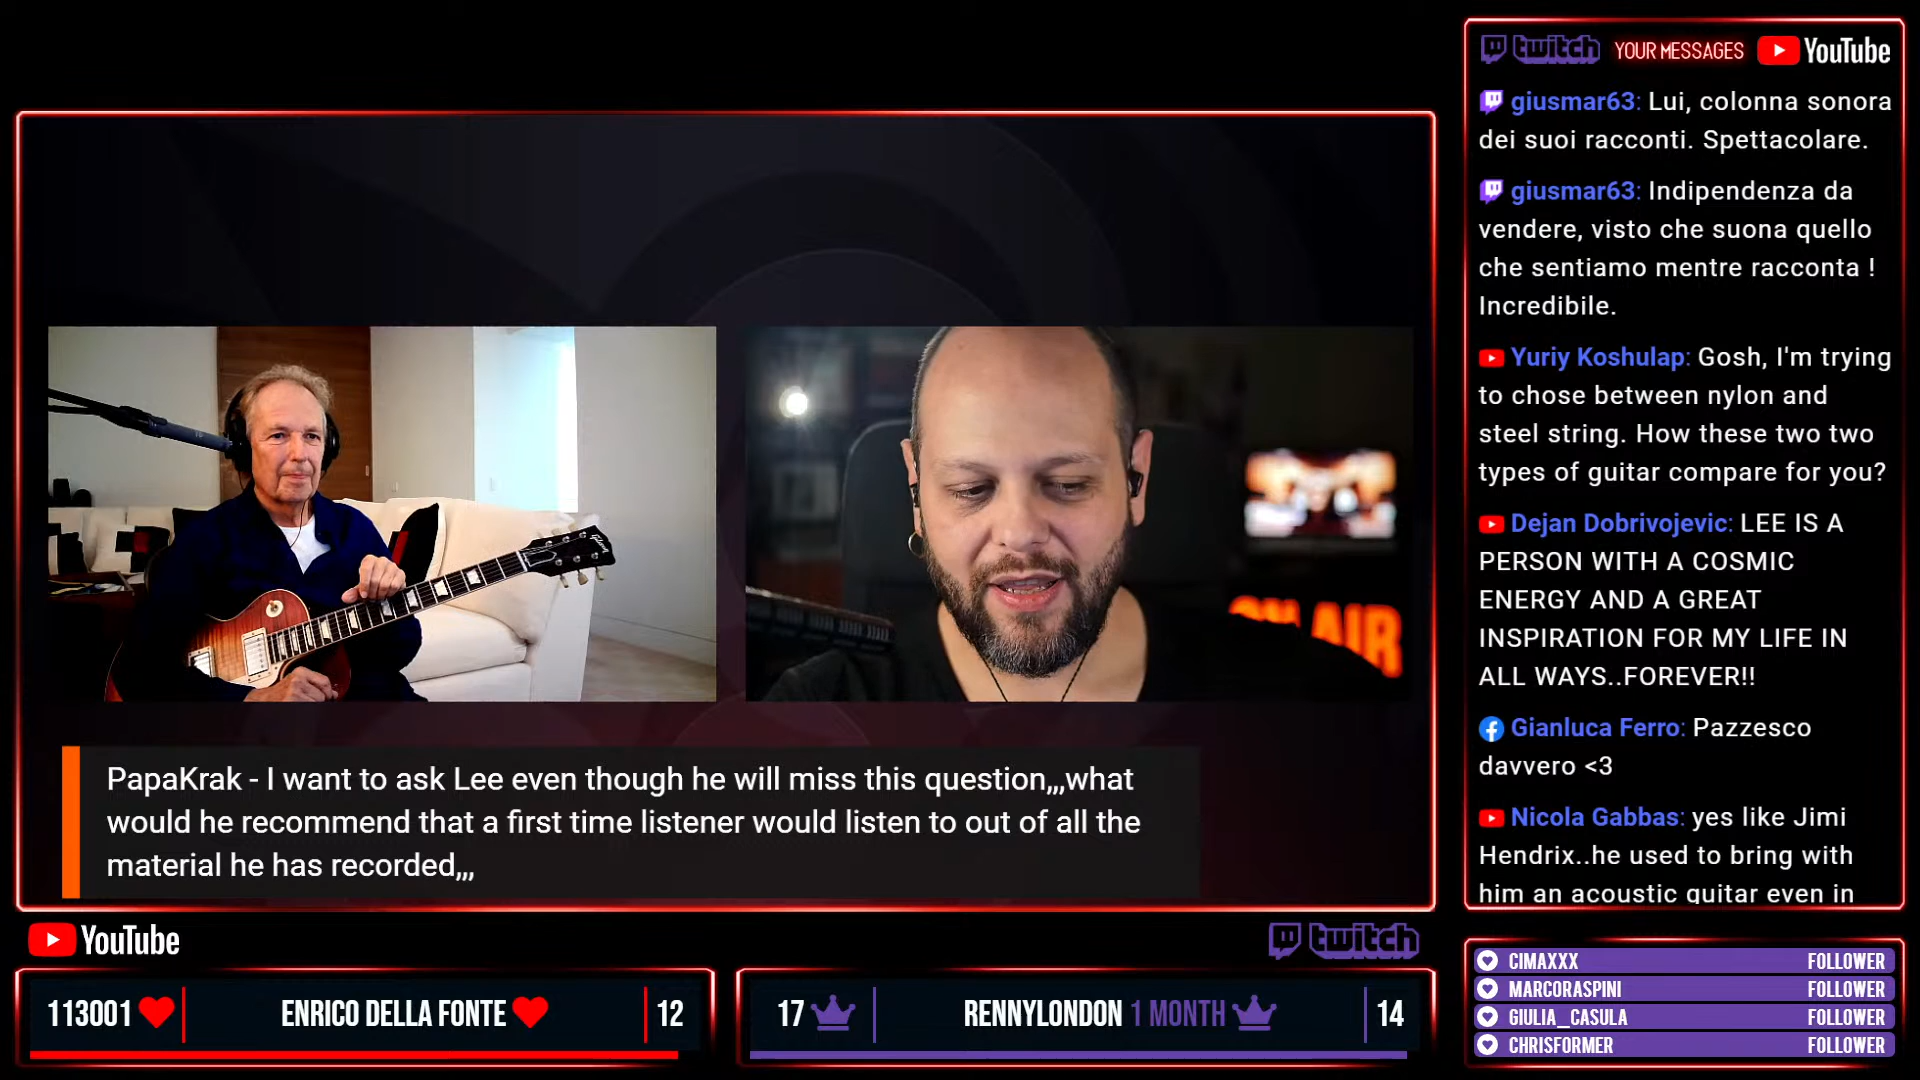 twitch YOUR MESSAGES YouTube
giusmar63: Lui, colonna sonora
dei suoi racconti. Spettacolare.
giusmar63: Indipendenza da
vendere, visto che suona quello
che sentiamo mentre racconta !
Incredibile.
Yuriy Koshulap: Gosh, I'm trying
to chose between nylon and
steel string. How these two two
types of guitar compare for you?
Dejan Dobrivojevic: LEE IS A
PERSON WITH A COSMIC
ENERGY AND A GREAT
INSPIRATION FOR MY LIFE IN
ALL WAYS..FOREVER!!
Gianluca Ferro: Pazzesco
davvero <3
Nicola Gabbas: yes like Jimi
Hendrix..he used to bring with
him an acoustic guitar even in
Gibson
ON AIR
PapaKrak - I want to ask Lee even though he will miss this question,,,what
would he recommend that a first time listener would listen to out of all the
material he has recorded,,,
YouTube
twitch
113001 ENRICO DELLA FONTE 12
17 RENNYLONDON 1 MONTH 14
CIMAXXX FOLLOWER
MARCORASPINI FOLLOWER
GIULIA_CASULA FOLLOWER
CHRISFORMER FOLLOWER